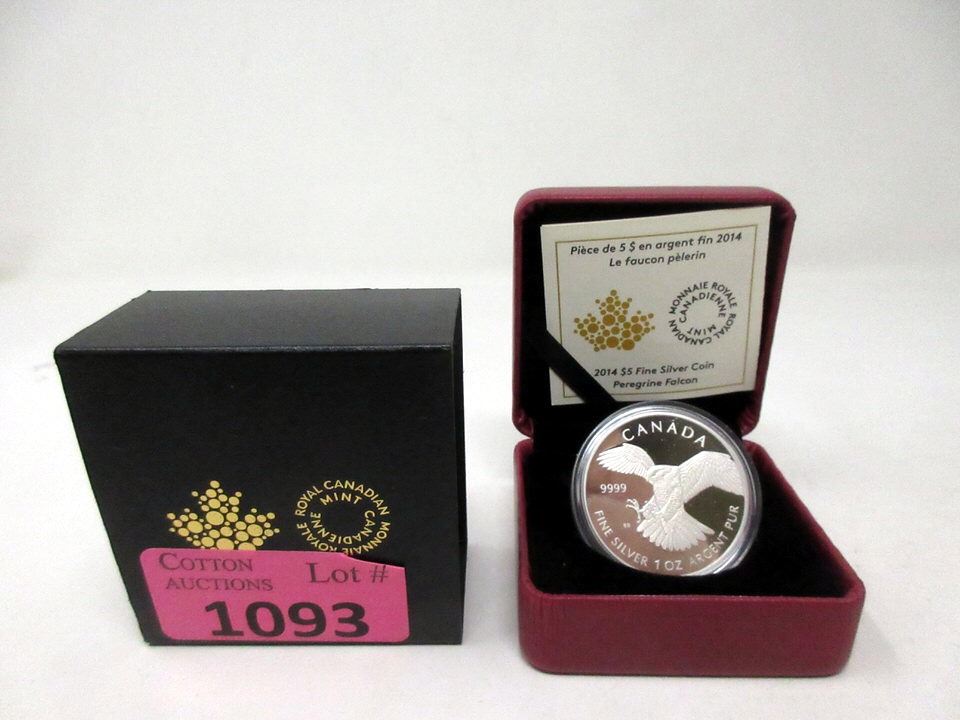 ROYAL CANADIAN MINT
MONNAIE ROYALE CANADIENNE
COTTON
AUCTIONS
Lot #
1093
Pièce de 5 $ en argent fin 2014
Le faucon pèlerin
MONNAIE ROYALE CANADIENNE
ROYAL CANADIAN MINT
2014 $5 Fine Silver Coin
Peregrine Falcon
CANADA
9999
FINE SILVER 1 OZ ARGENT PUR